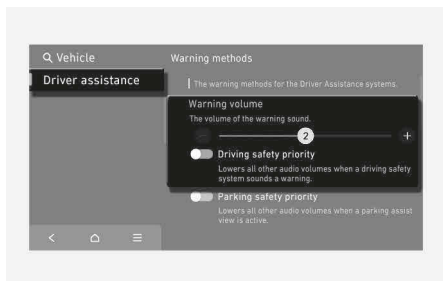 Vehicle
Warning methods
Driver assistance
The warning methods for the Driver Assistance systems.
Warning volume
The volume of the warning sound.
2
+
Driving safety priority
Lowers all other audio volumes when a driving safety
system sounds a warning.
Parking safety priority
Lowers all other audio volumes when a parking assist
view is active.